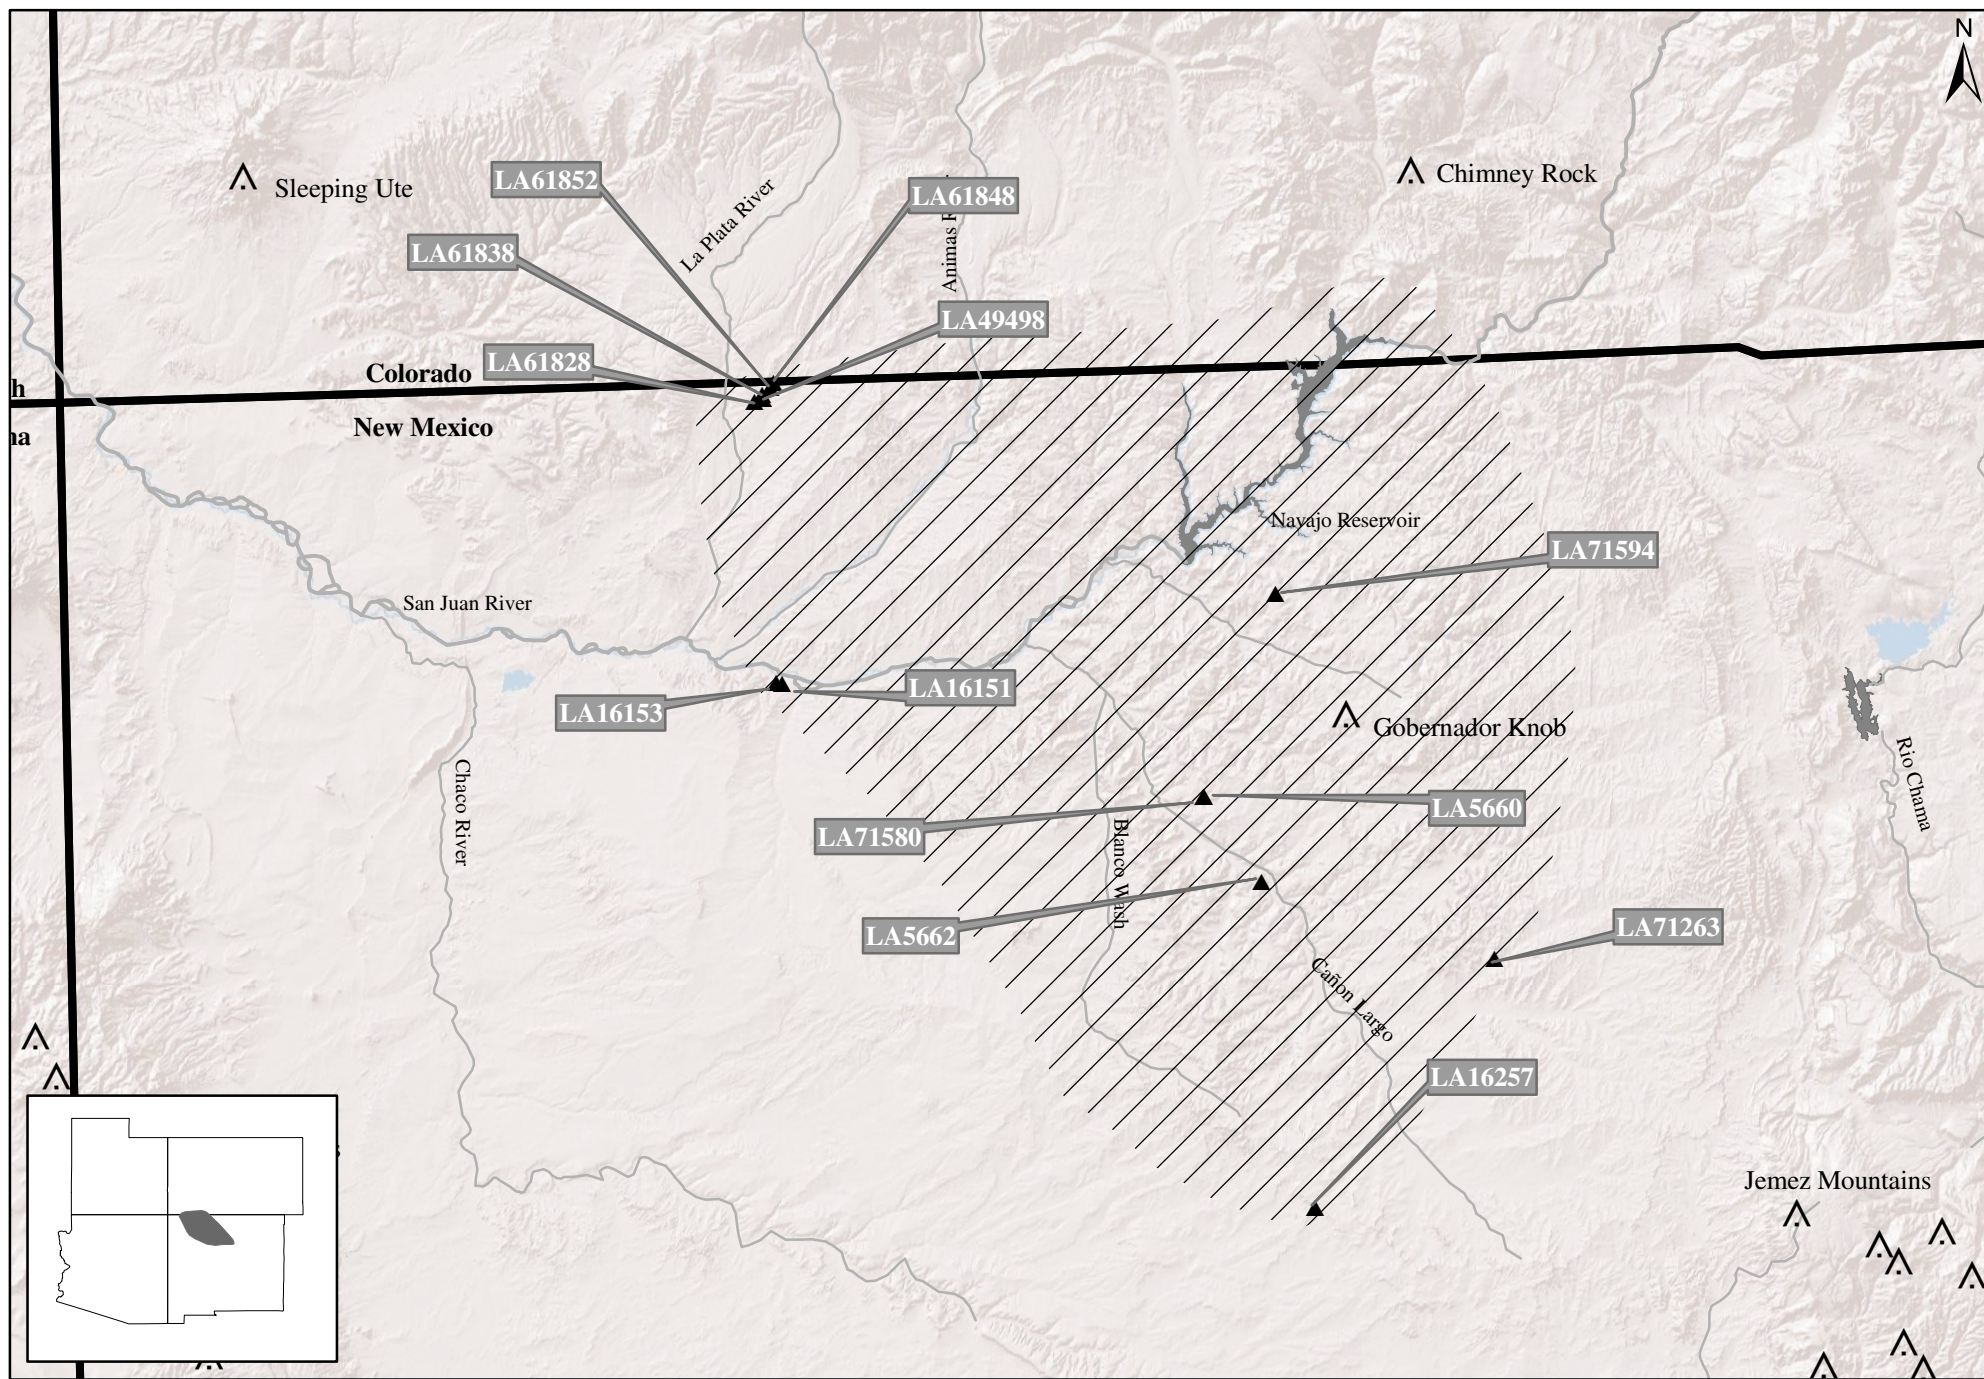 N
Chimney Rock
LA61852
Sleeping Ute
LA61848
La Plata River
Animas R
LA61838
LA49498
LA61828
Colorado
h
New Mexico
na
Navajo Reservoir
LA71594
San Juan River
LA16151
LA16153
Gobernador Knob
Rio Chama
Chaco River
LA5660
LA71580
Blanco Wash
LA71263
LA5662
Cañon Largo
LA16257
Jemez Mountains